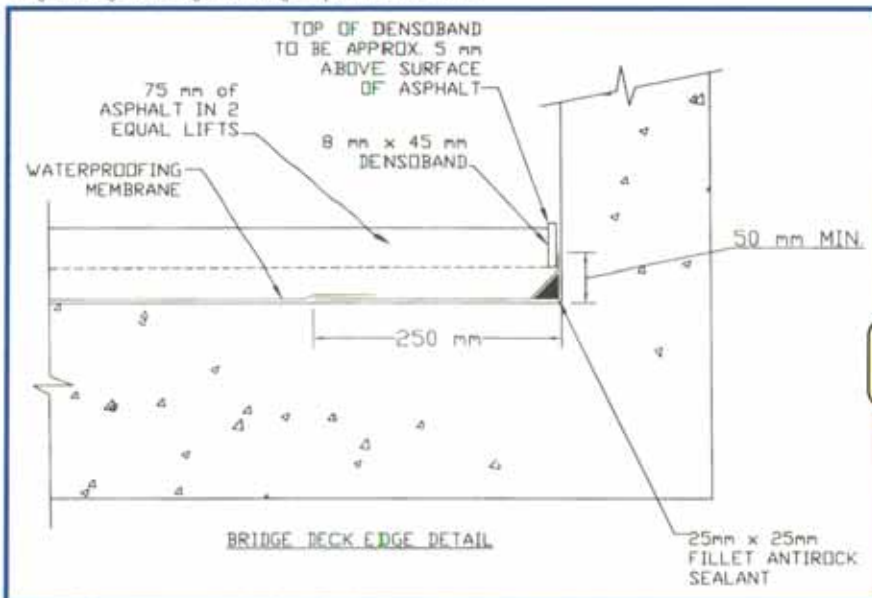 TOP OF DENSOBAND
TO BE APPROX. 5 mm
ABOVE SURFACE
OF ASPHALT
75 mm of
ASPHALT IN 2
EQUAL LIFTS
8 mm x 45 mm
DENSOBAND
WATERPROOFING
MEMBRANE
50 mm MIN.
250 mm
BRIDGE DECK EDGE DETAIL
25mm x 25mm
FILLET ANTIROCK
SEALANT